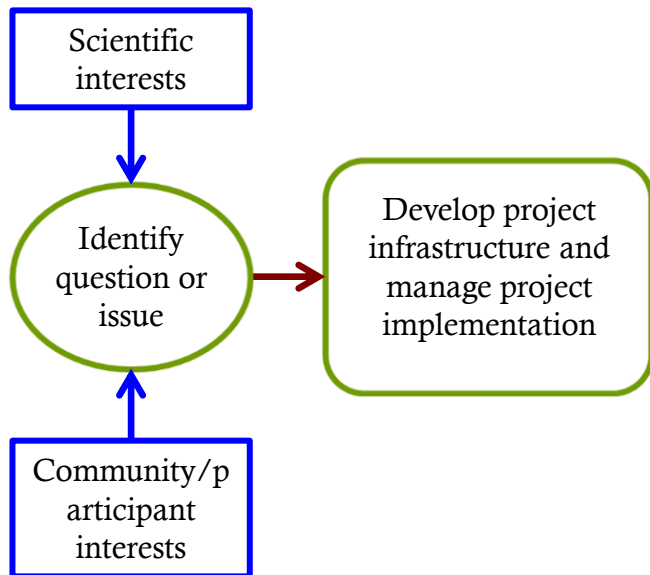 Scientific
interests
Identify
question or
issue
Develop project
infrastructure and
manage project
implementation
Community/p
articipant
interests